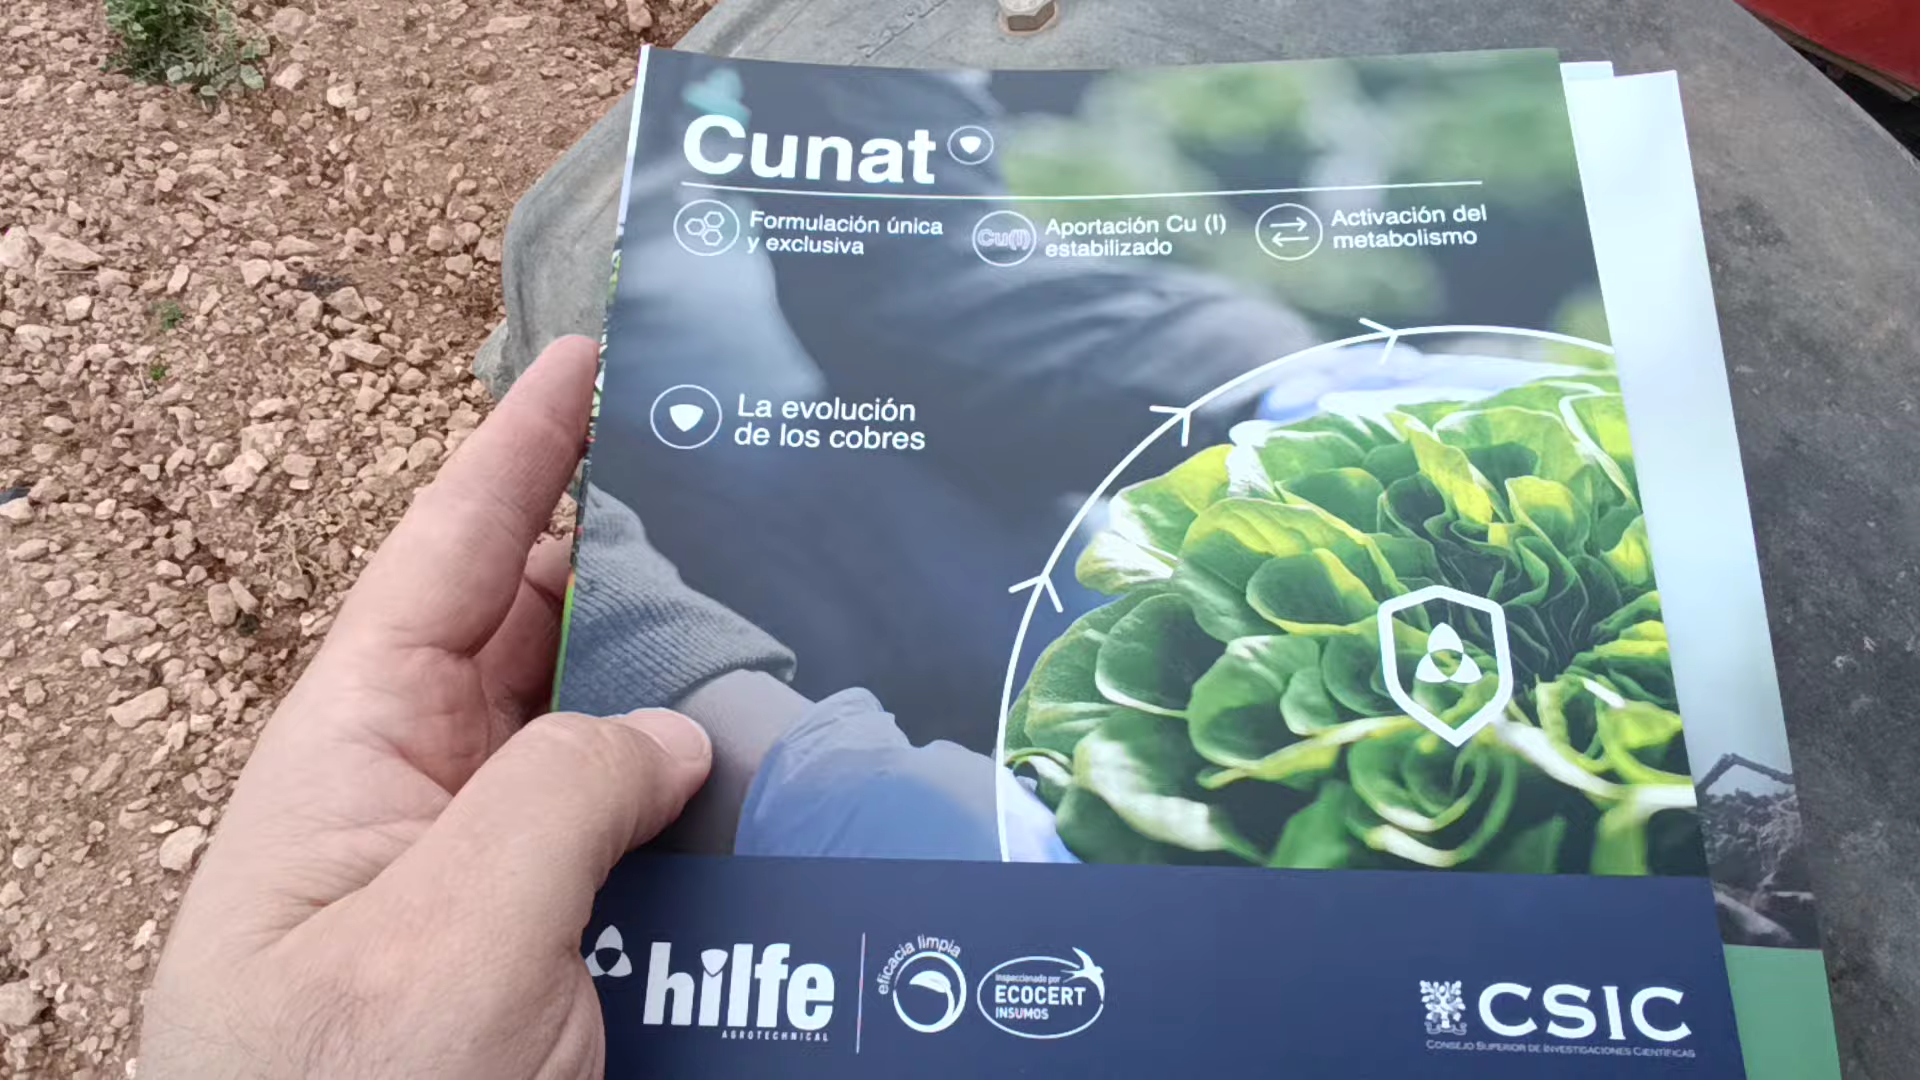 Cunat
Formulación única
y exclusiva
Cu(I)
Aportación Cu (I)
estabilizado
Activación del
metabolismo
La evolución
de los cobres
hilfe
AGROTECHNICAL
eficacia limpia
Inspeccionado por
ECOCERT
INSUMOS
CSIC
CONSEJO SUPERIOR DE INVESTIGACIONES CIENTÍFICAS